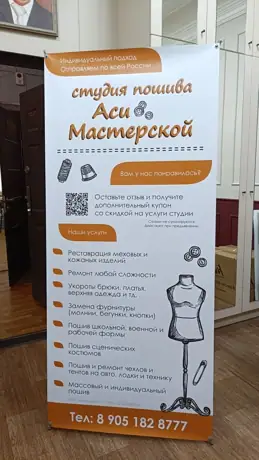 Индивидуальный подход
Отправляем по всей России
студия пошива
Аси
Мастерской
Вам у нас понравилось?
Оставьте отзыв и получите
дополнительный купон
со скидкой на услуги студии
Наши услуги
Реставрация меховых и
кожаных изделий
Ремонт любой сложности
Укороты брюки, платья,
верхняя одежда и тд.
Замена фурнитуры
(молнии, бегунки, кнопки)
Пошив школьной, военной и
рабочей формы
Пошив сценических
костюмов
Пошив и ремонт чехлов и
тентов на авто, лодки и технику
Массовый и индивидуальный
пошив
Тел: 8 905 182 8777